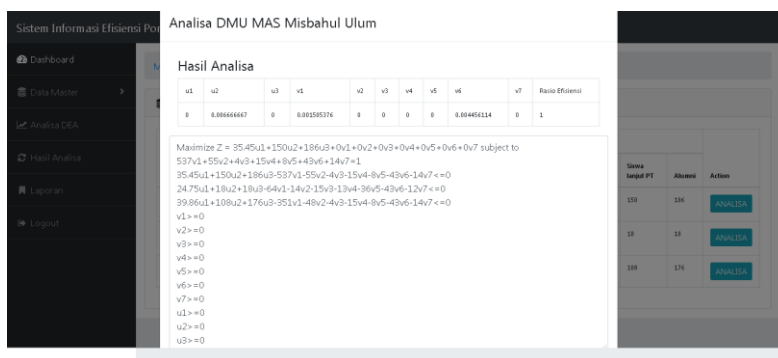 Sistem Informasi Efisiensi Por
Analisa DMU MAS Misbahul Ulum
Dashboard
Data Master
Analisa DEA
Hasil Analisa
Laporan
Logout
Hasil Analisa
u1 u2 u3 v1 v2 v3 v4 v5 v6 v7 Rasio Efisiensi
0 0.006666667 0 0.001505376 0 0 0 0 0.004456114 0 1
Maximize Z = 35.45u1+150u2+186u3+0v1+0v2+0v3+0v4+0v5+0v6+0v7 subject to
537v1+55v2+4v3+15v4+8v5+43v6+14v7=1
35.45u1+150u2+186u3-537v1-55v2-4v3-15v4-8v5-43v6-14v7<=0
24.75u1+18u2+18u3-64v1-14v2-15v3-13v4-36v5-43v6-12v7<=0
39.86u1+108u2+176u3-351v1-48v2-4v3-15v4-8v5-43v6-14v7<=0
v1>=0
v2>=0
v3>=0
v4>=0
v5>=0
v6>=0
v7>=0
u1>=0
u2>=0
u3>=0
Siswa
lanjut PT Alumni Action
150 186 ANALISA
18 18 ANALISA
108 176 ANALISA